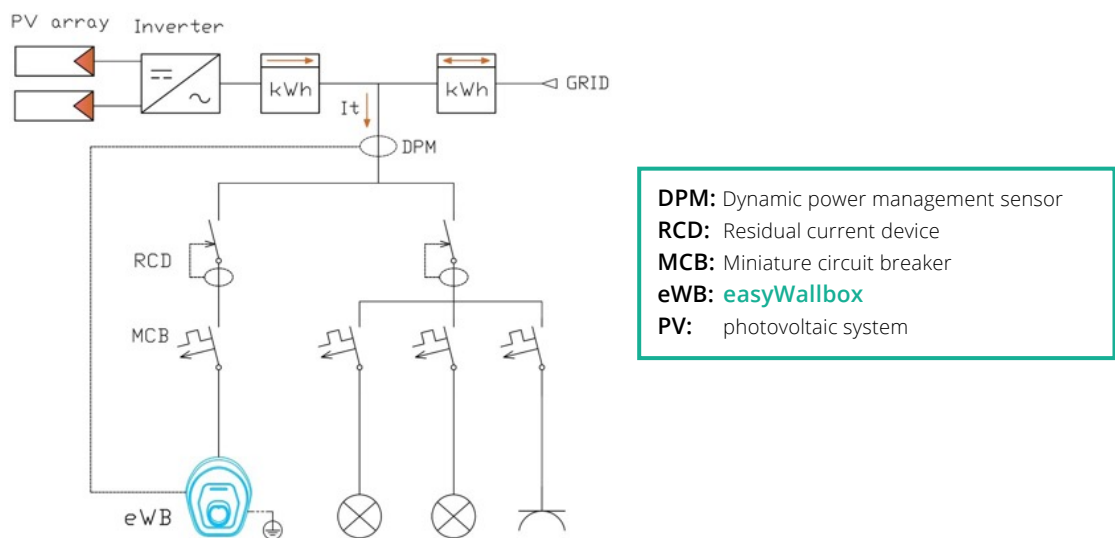 PV array
Inverter
kWh
kWh
GRID
It
DPM
RCD
MCB
eWB
DPM: Dynamic power management sensor
RCD: Residual current device
MCB: Miniature circuit breaker
eWB: easyWallbox
PV: photovoltaic system